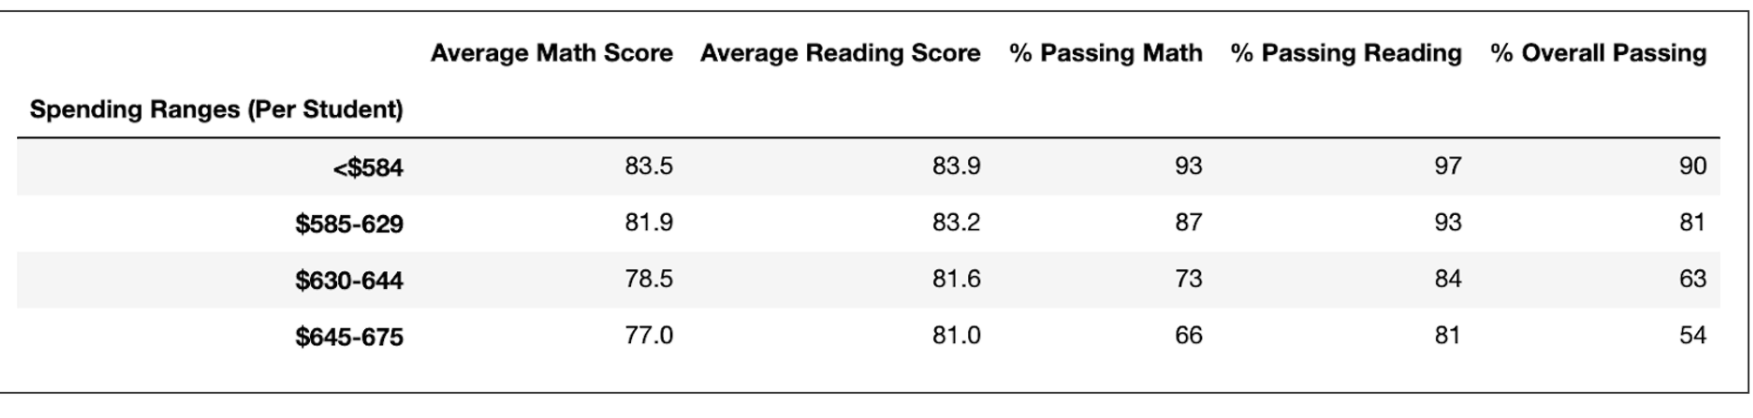 Average Math Score Average Reading Score % Passing Math % Passing Reading % Overall Passing
Spending Ranges (Per Student)
<$584 83.5 83.9 93 97 90
$585-629 81.9 83.2 87 93 81
$630-644 78.5 81.6 73 84 63
$645-675 77.0 81.0 66 81 54